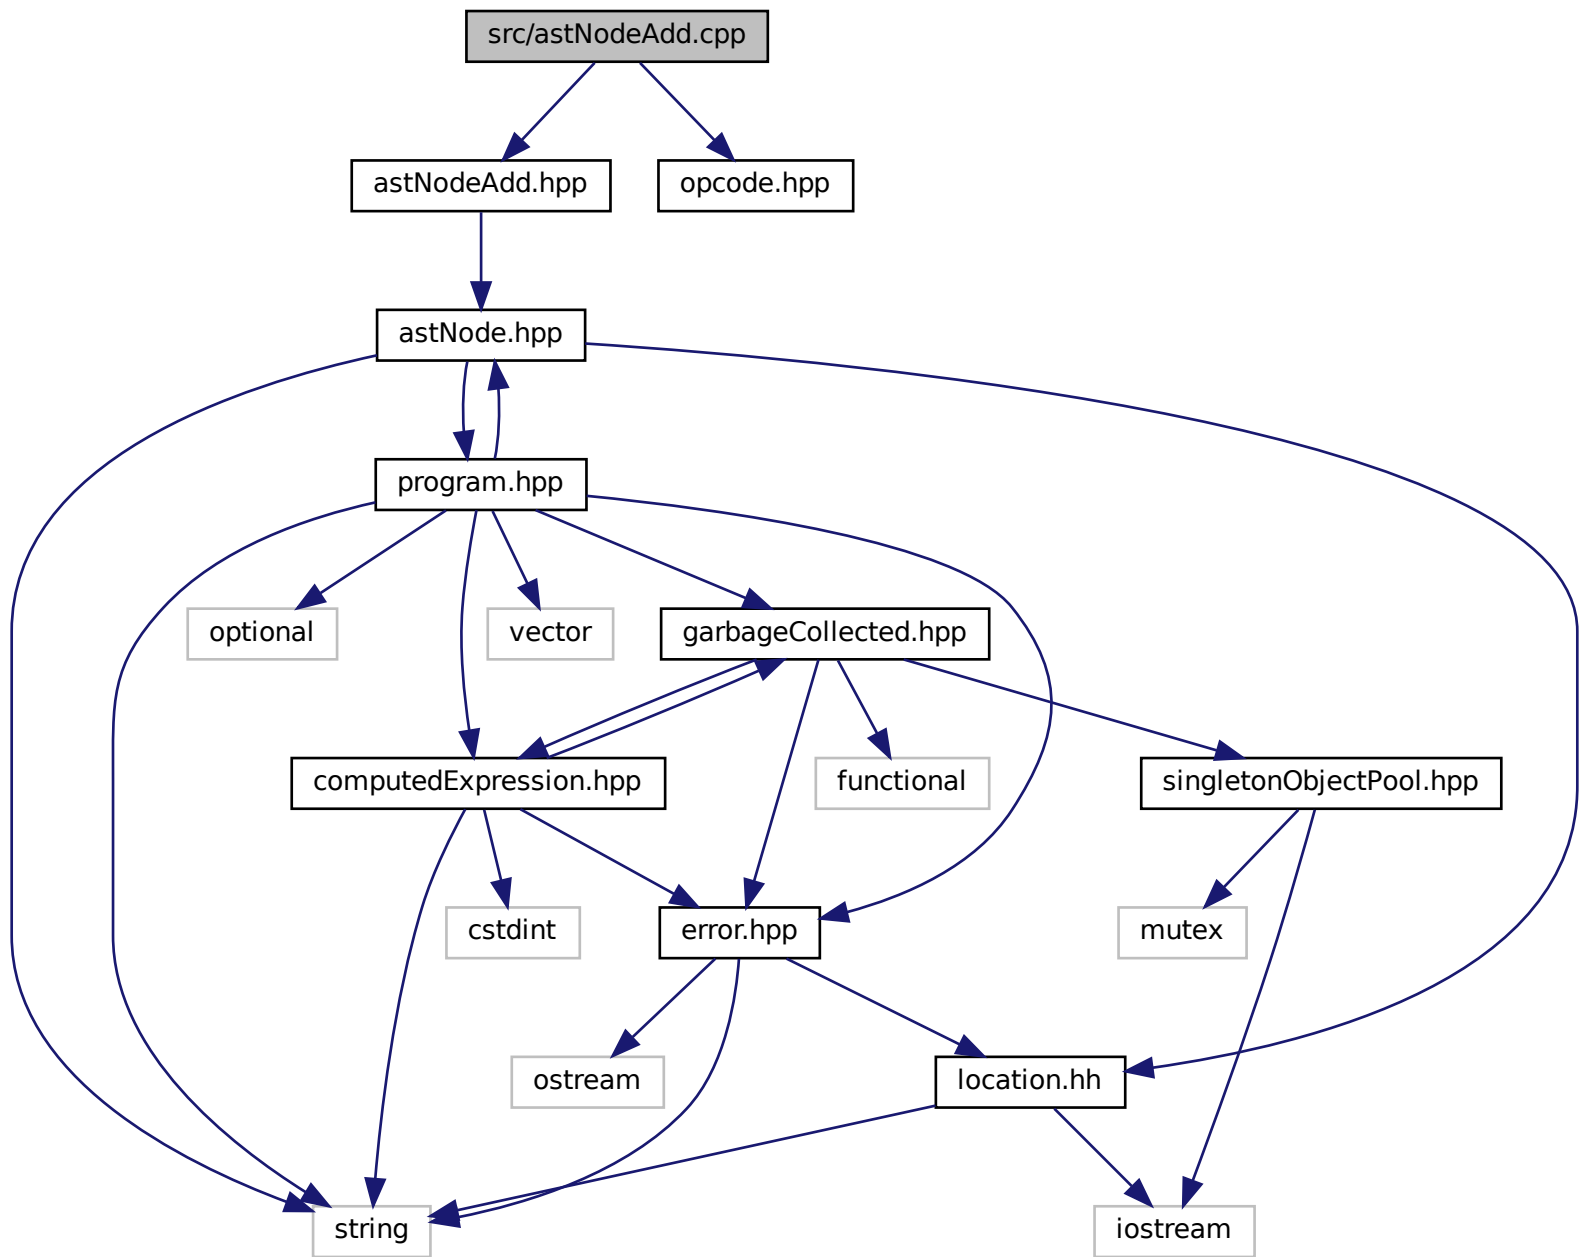 src/astNodeAdd.cpp
astNodeAdd.hpp
opcode.hpp
astNode.hpp
program.hpp
optional
vector
garbageCollected.hpp
computedExpression.hpp
functional
singletonObjectPool.hpp
cstdint
error.hpp
mutex
ostream
location.hh
string
iostream